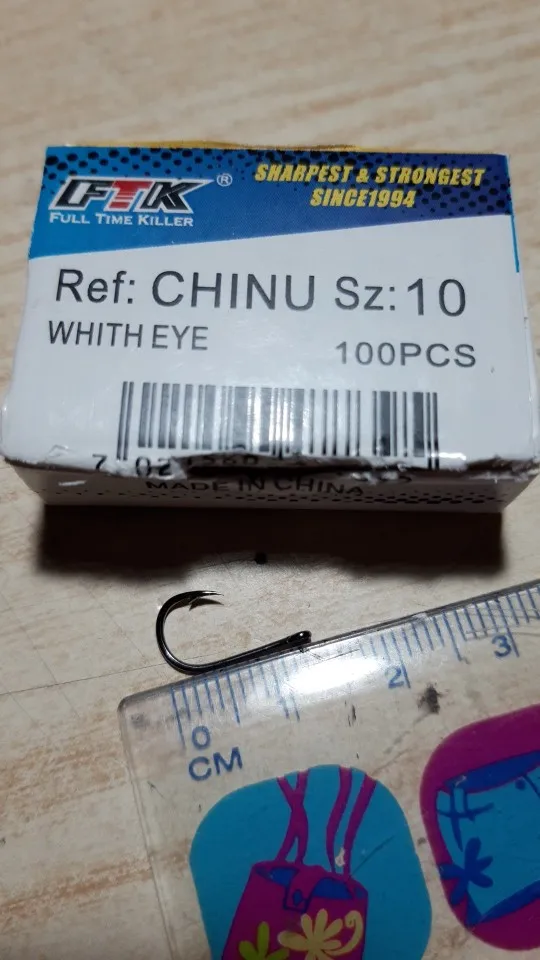 FTK®
FULL TIME KILLER
SHARPEST & STRONGEST
SINCE1994
Ref: CHINU Sz: 10
WHITH EYE
100PCS
MADE IN CHINA
0 1 2 3
CM